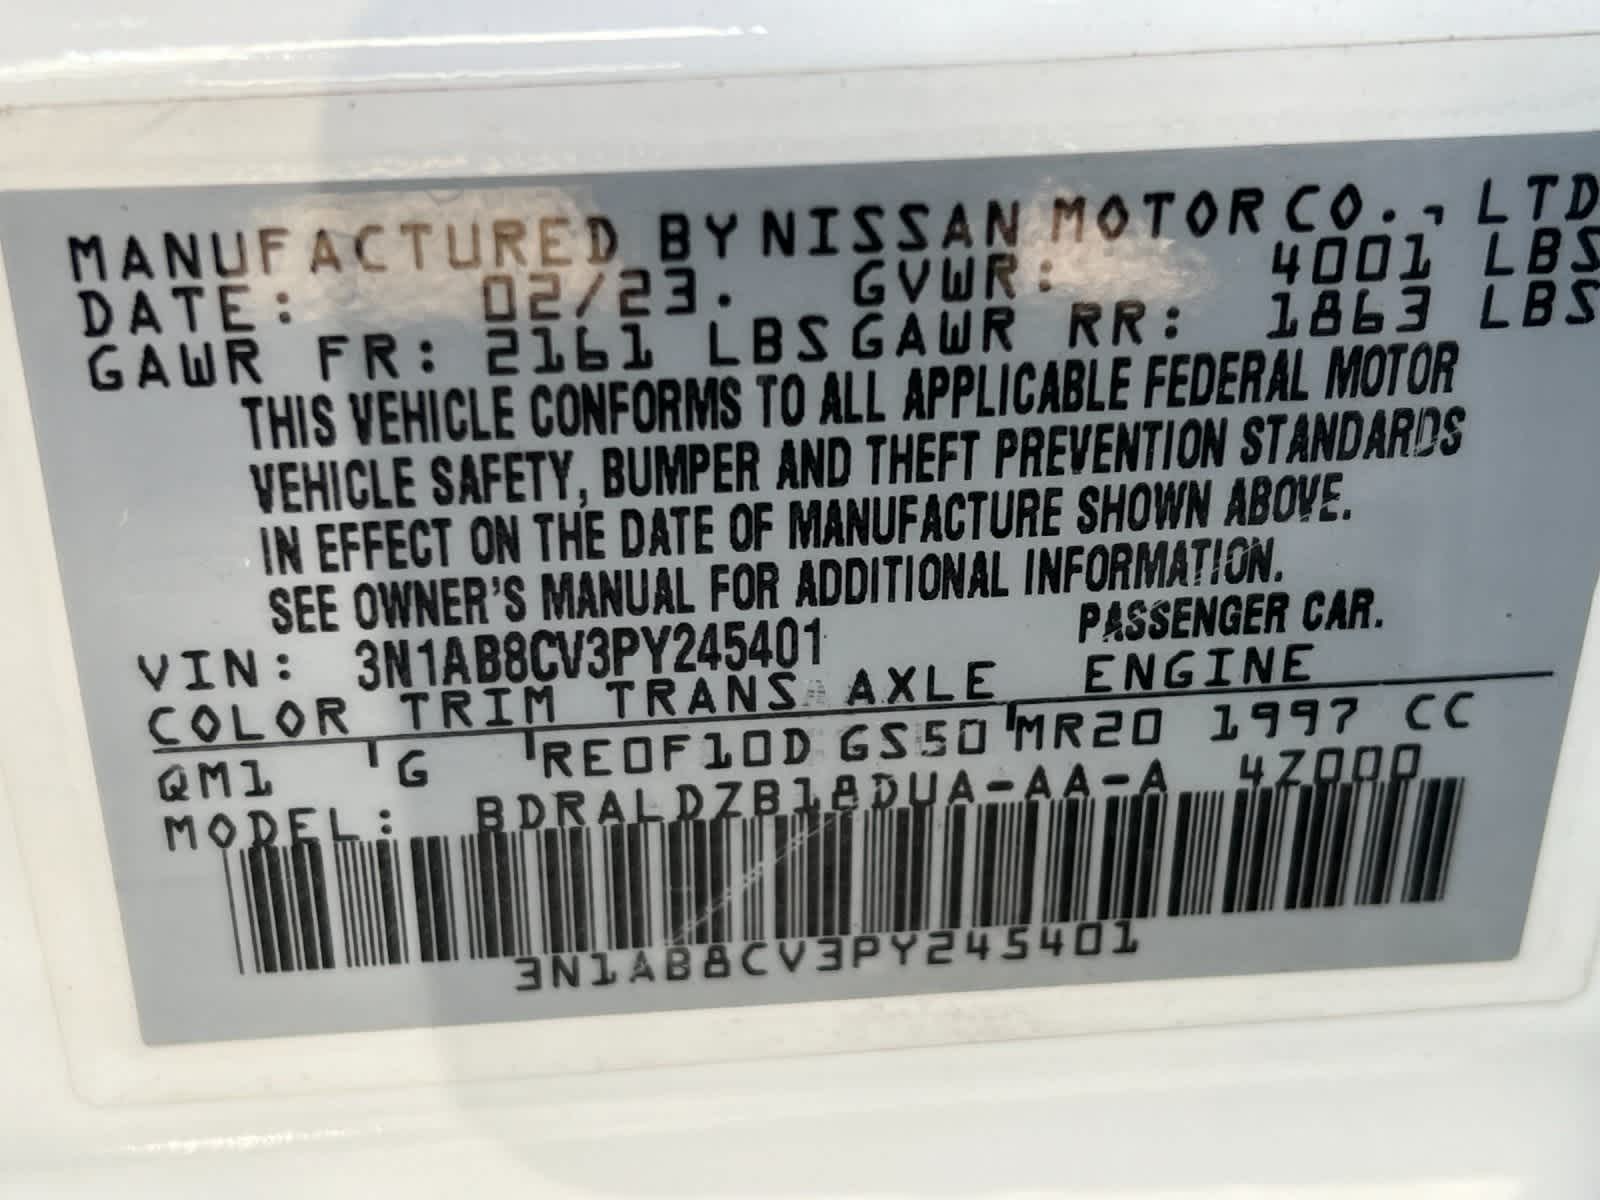 MANUFACTURED BY NISSAN MOTOR CO., LTD
DATE: 02/23. GVWR: 4001 LBS
GAWR FR: 2161 LBS GAWR RR: 1863 LBS
THIS VEHICLE CONFORMS TO ALL APPLICABLE FEDERAL MOTOR
VEHICLE SAFETY, BUMPER AND THEFT PREVENTION STANDARDS
IN EFFECT ON THE DATE OF MANUFACTURE SHOWN ABOVE.
SEE OWNER'S MANUAL FOR ADDITIONAL INFORMATION.
VIN: 3N1AB8CV3PY245401 PASSENGER CAR.
COLOR TRIM TRANS AXLE ENGINE
QM1 G RE0F10D GS50 MR20 1997 CC
MODEL: BDRALDZB18DUA-AA-A 4Z000
3N1AB8CV3PY245401